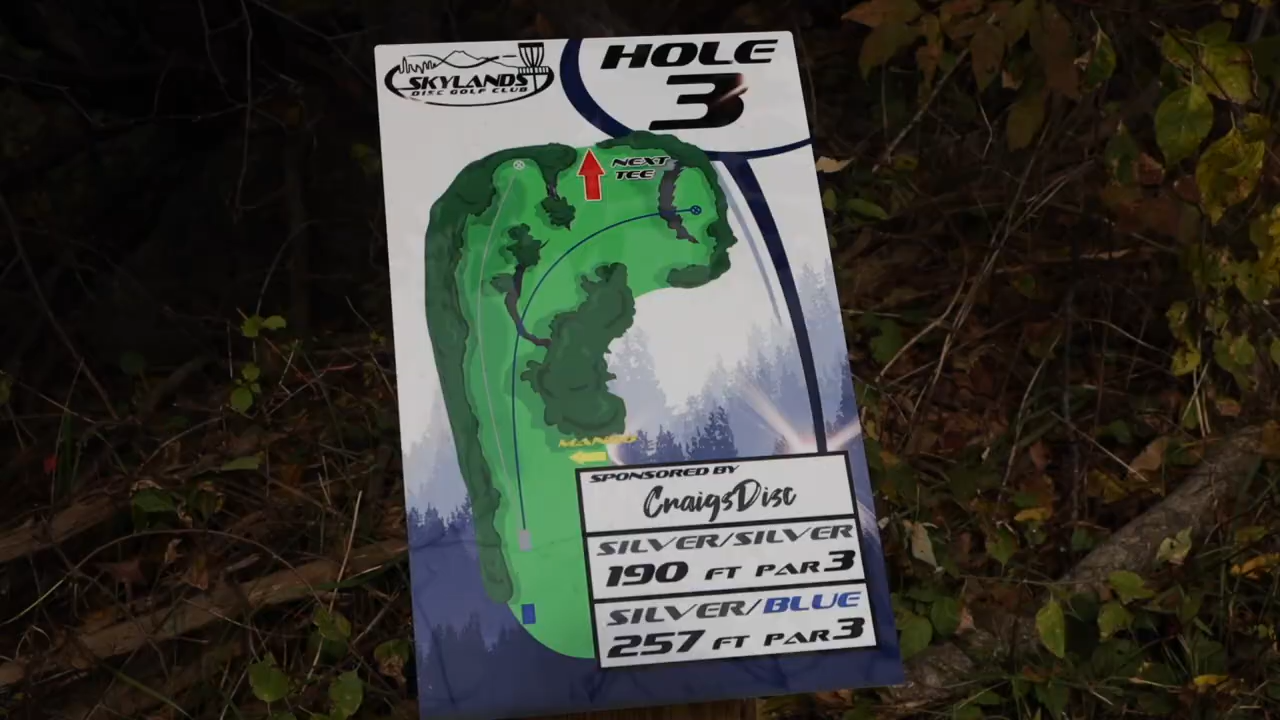 SKYLANDS
DISC GOLF CLUB
HOLE
3
NEXT
TEE
MANDO
SPONSORED BY
CraigsDisc
SILVER/SILVER
190 FT PAR 3
SILVER/BLUE
257 FT PAR 3